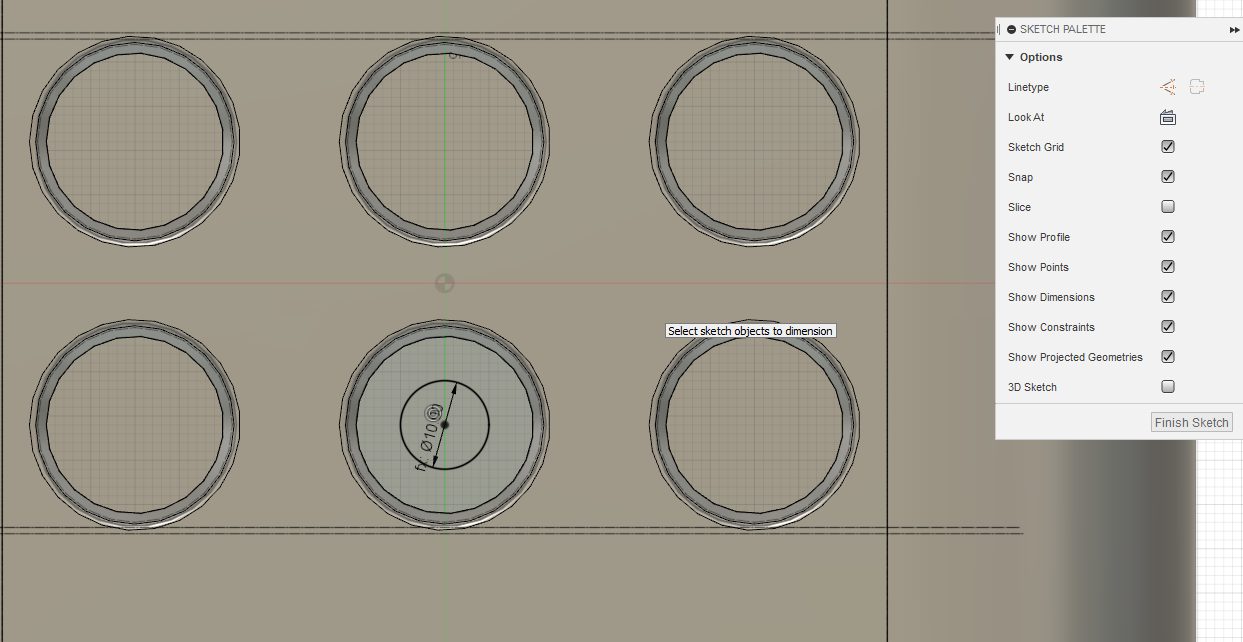 SKETCH PALETTE
Options
Linetype
Look At
Sketch Grid
Snap
Slice
Show Profile
Show Points
Show Dimensions
Show Constraints
Show Projected Geometries
3D Sketch
Finish Sketch
Select sketch objects to dimension
fx: Ø10